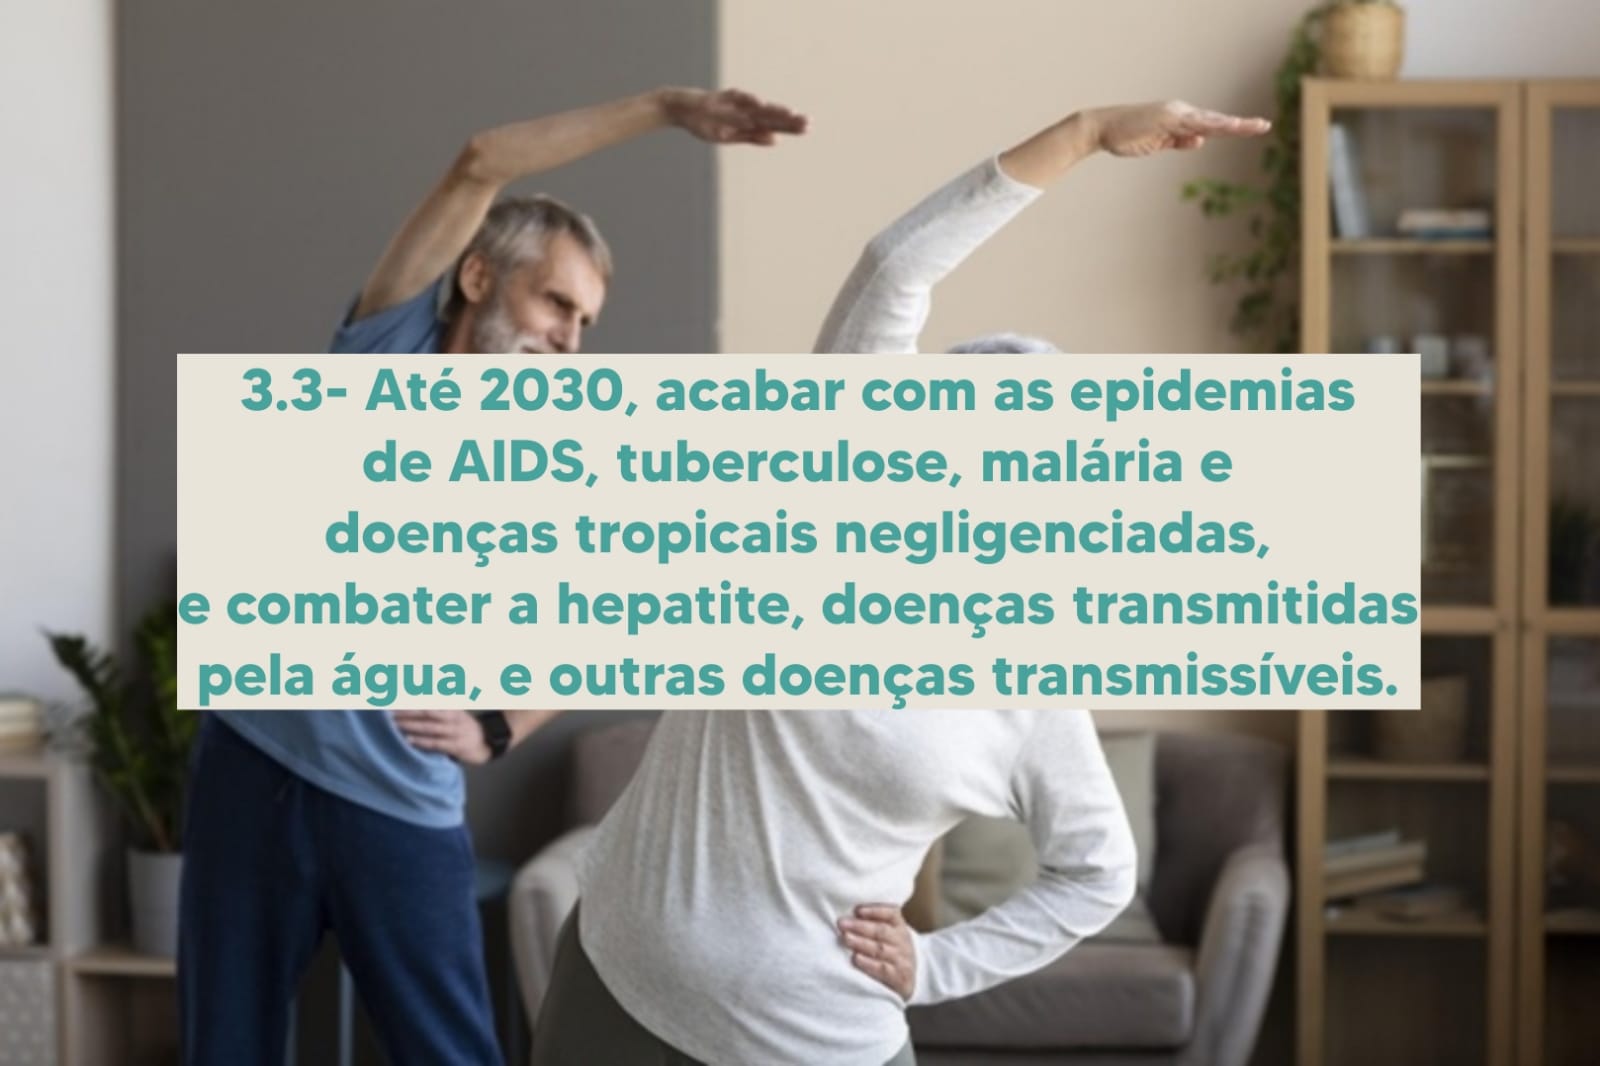 3.3- Até 2030, acabar com as epidemias
de AIDS, tuberculose, malária e
doenças tropicais negligenciadas,
e combater a hepatite, doenças transmitidas
pela água, e outras doenças transmissíveis.